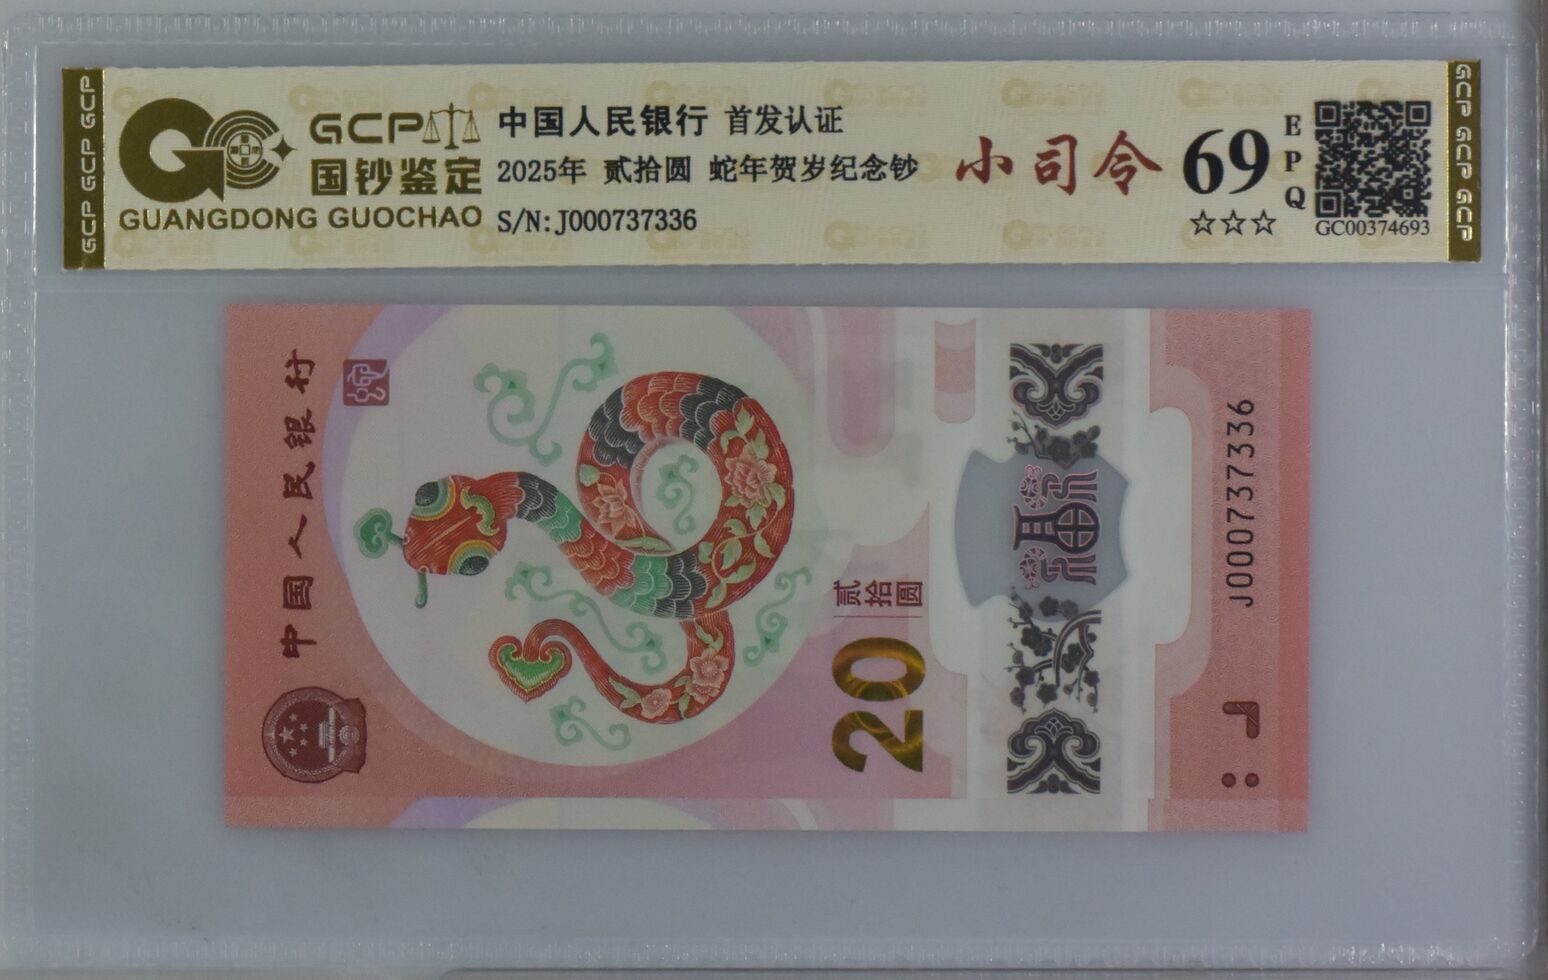 GCP GCP GCP
GCP
国钞鉴定
GUANGDONG GUOCHAO
中国人民银行 首发认证
2025年 贰拾圆 蛇年贺岁纪念钞
S/N:J000737336
小司令
69
EPQ
☆☆☆
GC00374693
GCP GCP GCP
中国人民银行
贰拾圆
20
福
J000737336